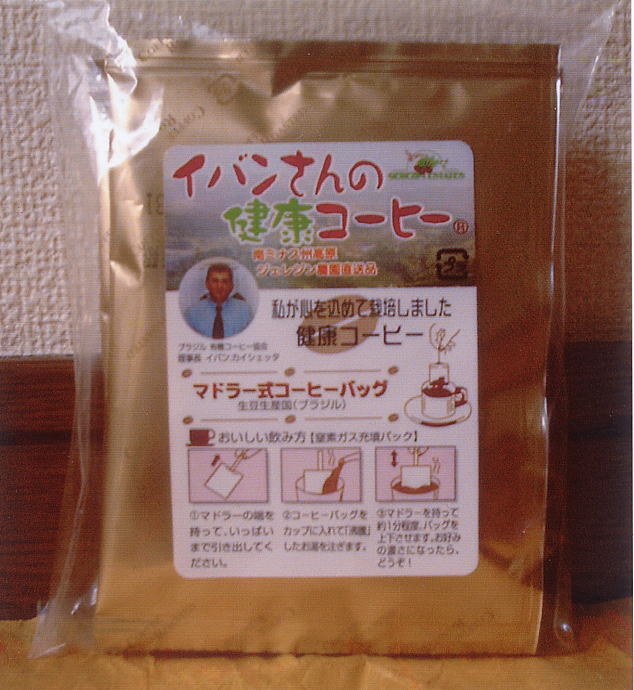 イバンさんの
健康コーヒー®
南ミナス州高原
ジェレジン農園直送品
私が心を込めて栽培しました
健康コーヒー
ブラジル 有機コーヒー協会
理事長 イバン.カイシェッタ
マドラー式コーヒーバッグ
生豆生産国(ブラジル)
おいしい飲み方【窒素ガス充填パック】
①マドラーの端を
持って、いっぱい
まで引き出してく
ださい。
②コーヒーバッグを
カップに入れて「沸騰」
したお湯を注ぎます。
③マドラーを持って
約1分程度、バッグを
上下させます。お好み
の濃さになったら、
どうぞ!